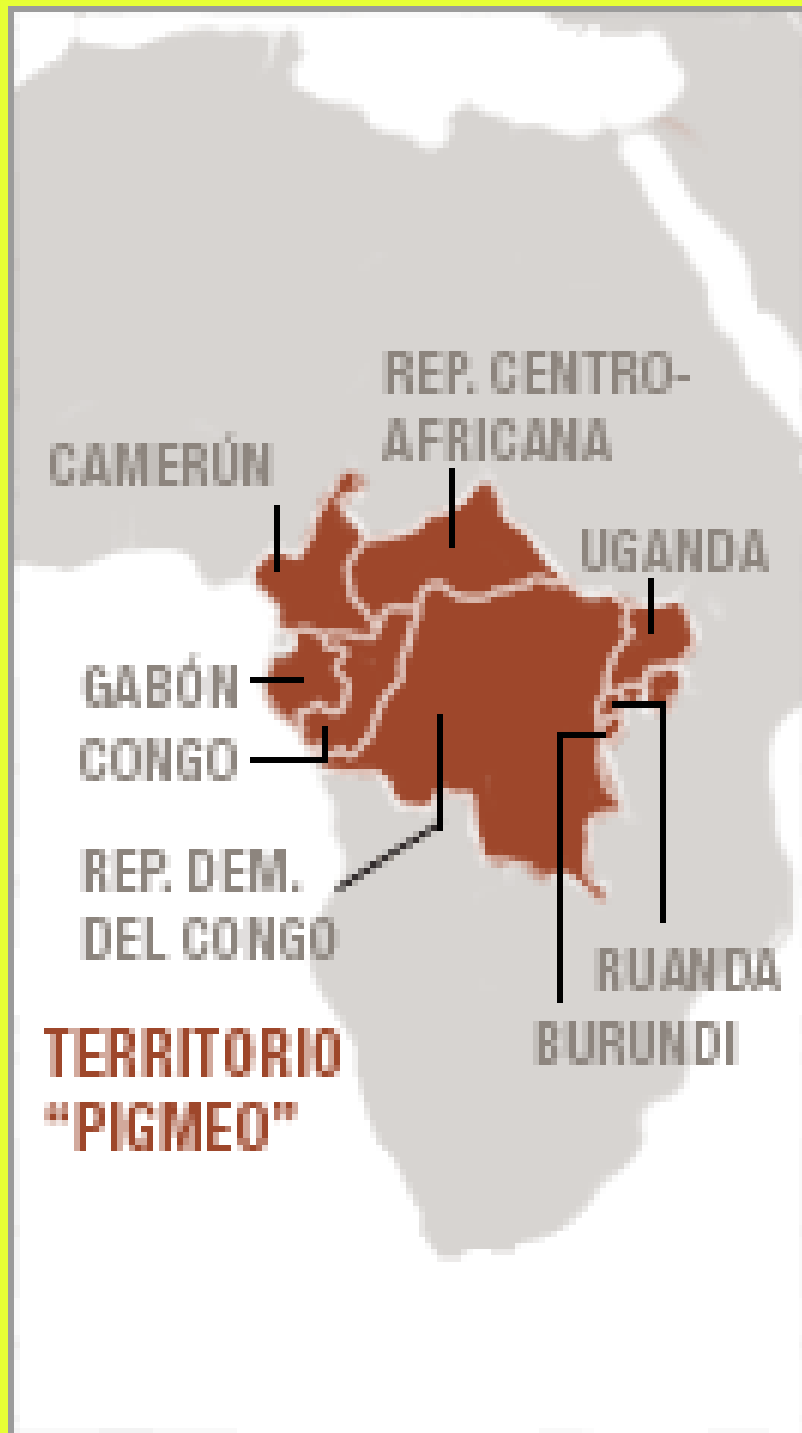 REP. CENTRO-
AFRICANA
CAMERÚN
UGANDA
GABÓN
CONGO
REP. DEM.
DEL CONGO
RUANDA
BURUNDI
TERRITORIO
“PIGMEO”